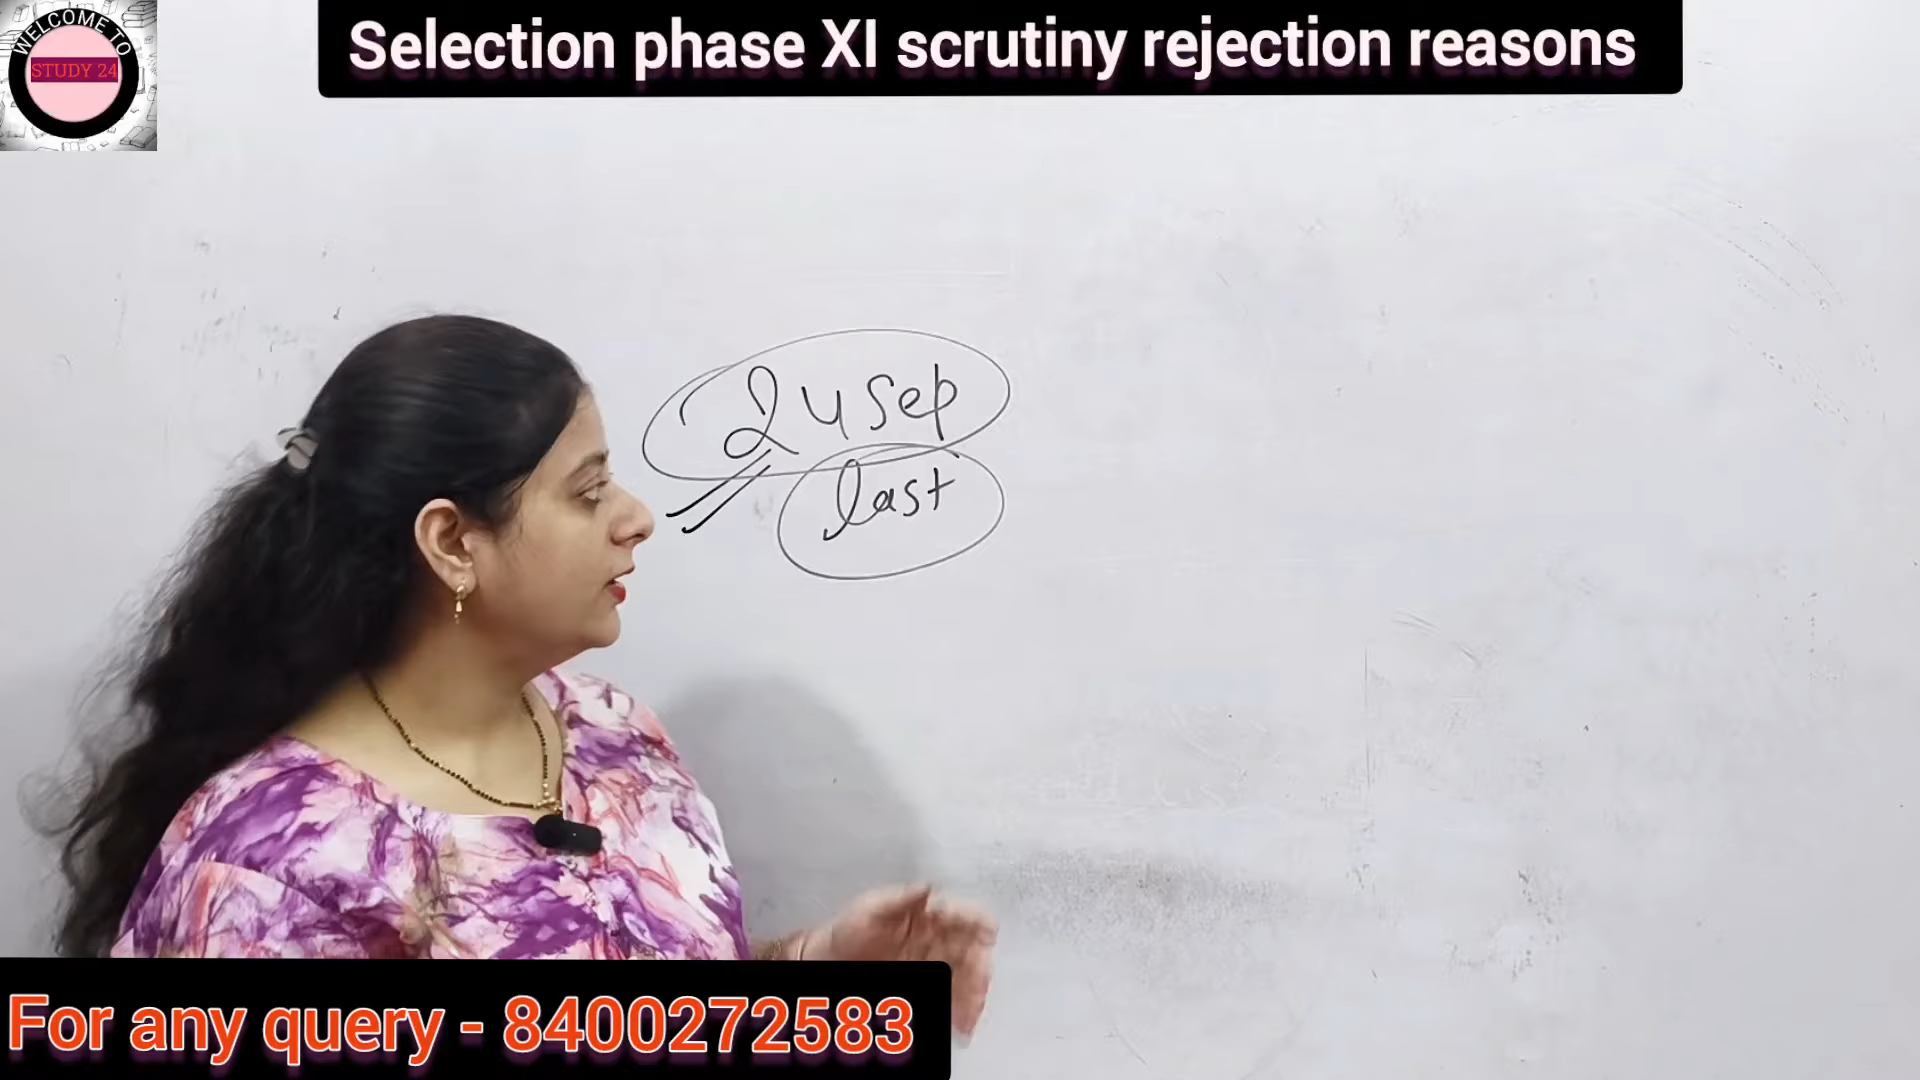 WELCOME TO
STUDY 24
Selection phase XI scrutiny rejection reasons
24 Sep
last
For any query - 8400272583